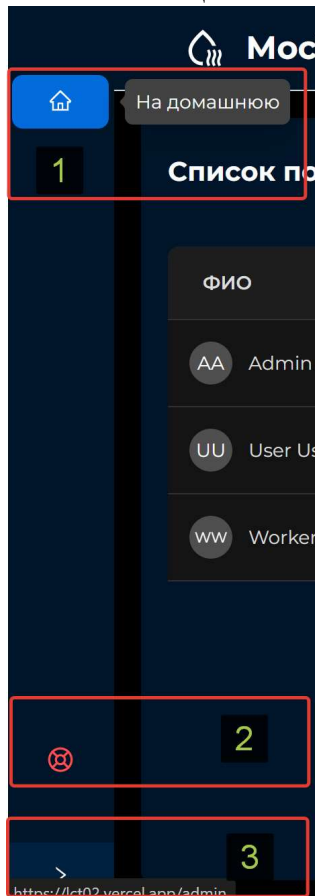 Мос
На домашнюю
1
Список по
ФИО
AA Admin
UU User Us
WW Worker
2
3
https://lct02.vercel.app/admin